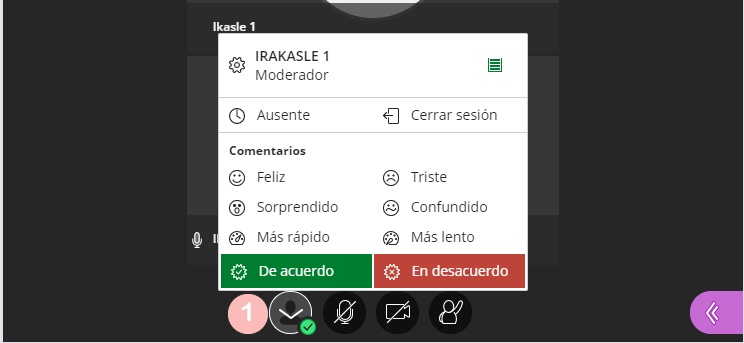 Ikasle 1
IRAKASLE 1
Moderador
Ausente
Cerrar sesión
Comentarios
Feliz
Triste
Sorprendido
Confundido
Más rápido
Más lento
De acuerdo
En desacuerdo
1